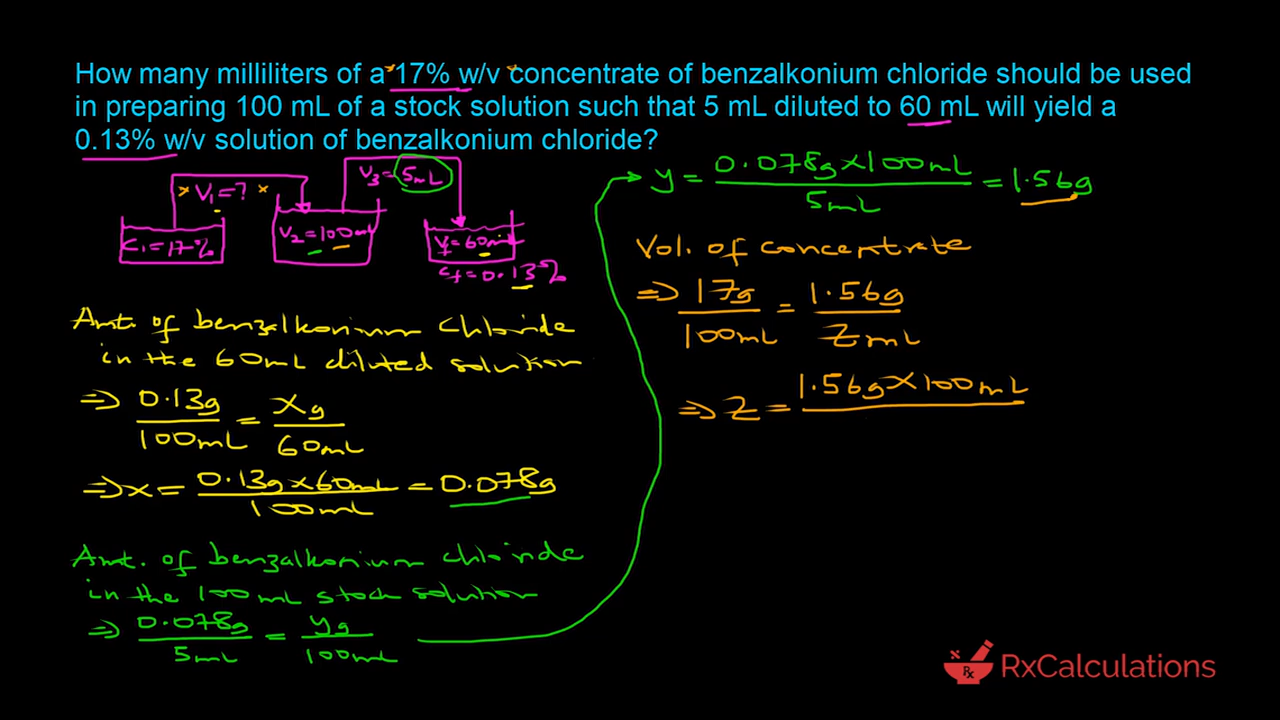 How many milliliters of a 17% w/v concentrate of benzalkonium chloride should be used
in preparing 100 mL of a stock solution such that 5 mL diluted to 60 mL will yield a
0.13% w/v solution of benzalkonium chloride?
V₁=?
C₁=17%
V₂=100mL
V₃=5mL
Vf=60mL
Cf=0.13%
Amt. of benzalkonium chloride
in the 60mL diluted solution
⇒ 0.13g/100mL = xg/60mL
⇒ x = 0.13g×60mL/100mL = 0.078g
Amt. of benzalkonium chloride
in the 100mL stock solution
⇒ 0.078g/5mL = yg/100mL
y = 0.078g×100mL/5mL = 1.56g
Vol. of concentrate
⇒ 17g/100mL = 1.56g/ZmL
⇒ Z = 1.56g×100mL
Rx RxCalculations